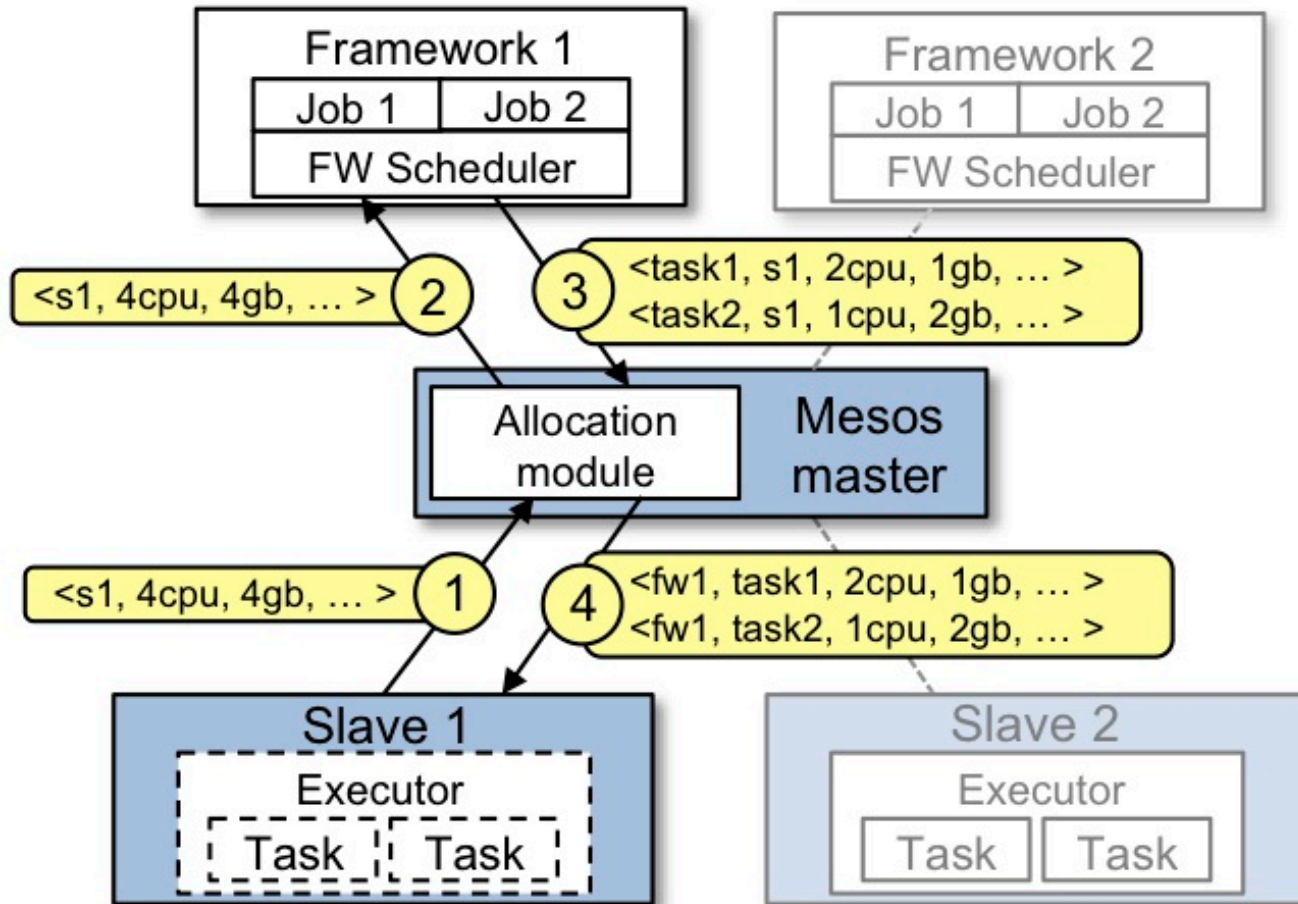 Framework 1
Job 1 Job 2
FW Scheduler
Framework 2
Job 1 Job 2
FW Scheduler
<s1, 4cpu, 4gb, … >
2
3
<task1, s1, 2cpu, 1gb, … >
<task2, s1, 1cpu, 2gb, … >
Allocation
module
Mesos
master
<s1, 4cpu, 4gb, … >
1
4
<fw1, task1, 2cpu, 1gb, … >
<fw1, task2, 1cpu, 2gb, … >
Slave 1
Executor
Task Task
Slave 2
Executor
Task Task